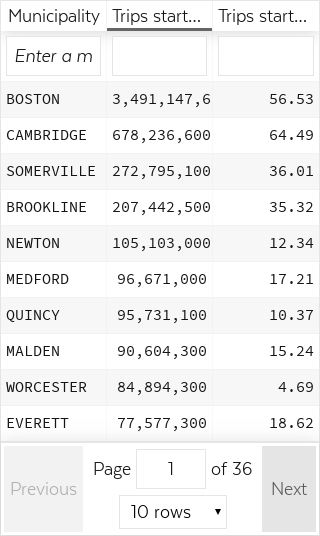 Municipality Trips start... Trips start...
Enter a m
BOSTON 3,491,147,6 56.53
CAMBRIDGE 678,236,600 64.49
SOMERVILLE 272,795,100 36.01
BROOKLINE 207,442,500 35.32
NEWTON 105,103,000 12.34
MEDFORD 96,671,000 17.21
QUINCY 95,731,100 10.37
MALDEN 90,604,300 15.24
WORCESTER 84,894,300 4.69
EVERETT 77,577,300 18.62
Previous Page 1 of 36 Next
10 rows